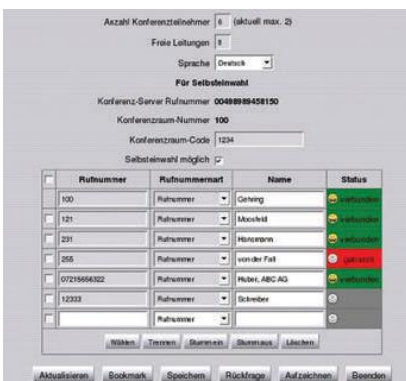 Anzahl Konferenzteilnehmer 6 (aktuell max. 2)
Freie Leitungen 8
Sprache Deutsch
Für Selbsteinwahl
Konferenz-Server Rufnummer 00498989458150
Konferenzraum-Nummer 100
Konferenzraum-Code 1234
Selbsteinwahl möglich
Rufnummer Rufnummernart Name Status
100 Rufnummer Gehring verbunden
121 Rufnummer Moosfeld verbunden
231 Rufnummer Hansmann verbunden
255 Rufnummer von der Fall getrennt
07215656322 Rufnummer Huber, ABC AG verbunden
12333 Rufnummer Schreiber
Rufnummer
Wählen Trennen Stumm ein Stumm aus Löschen
Aktualisieren Bookmark Speichern Rückfrage Aufzeichnen Beenden